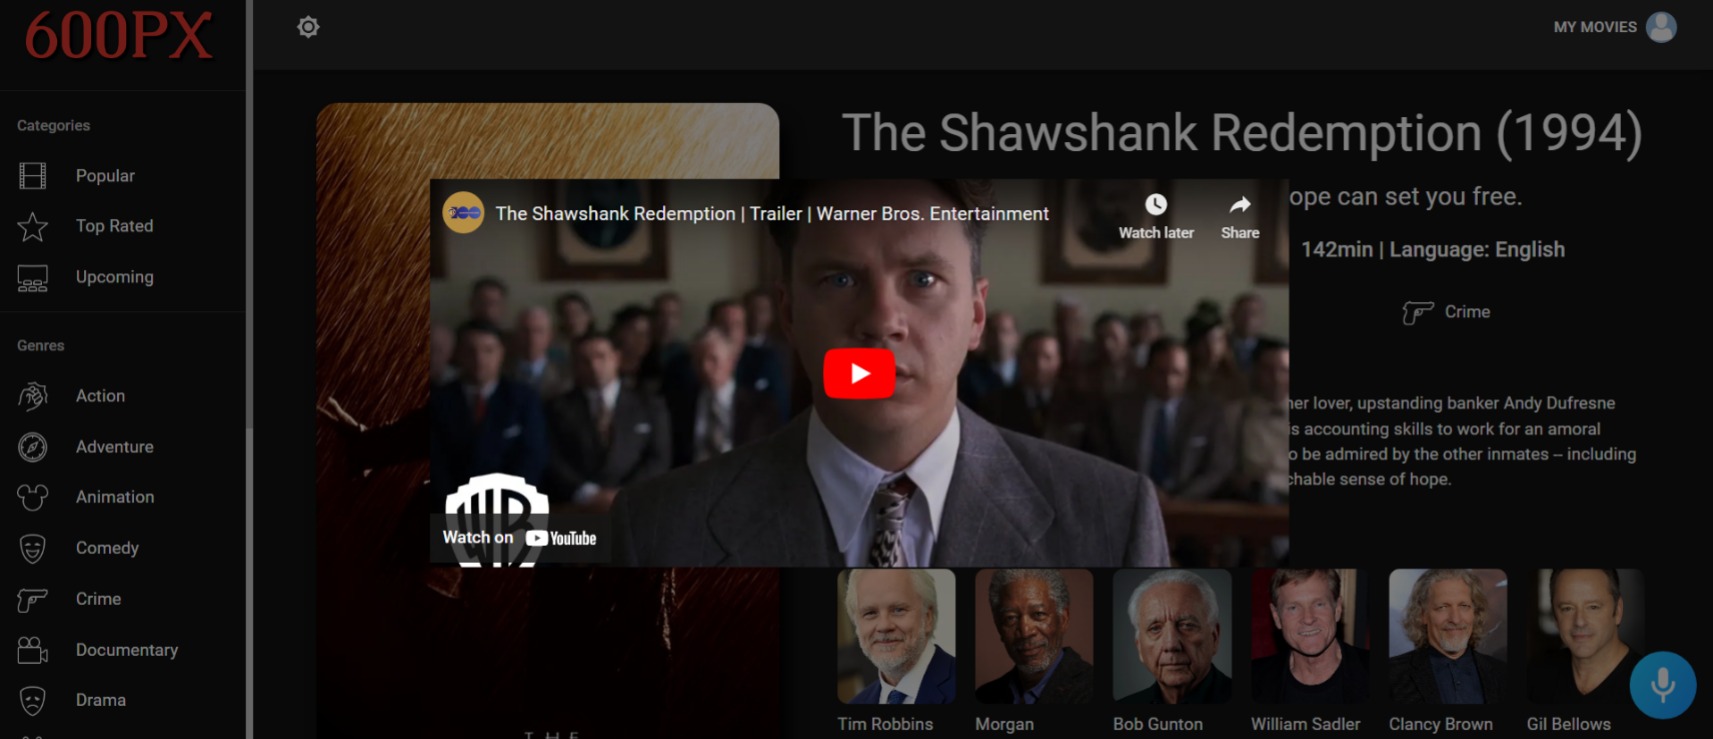 600PX
MY MOVIES
Categories
Popular
Top Rated
Upcoming
Genres
Action
Adventure
Animation
Comedy
Crime
Documentary
Drama
The Shawshank Redemption (1994)
ope can set you free.
142min | Language: English
Crime
her lover, upstanding banker Andy Dufresne
is accounting skills to work for an amoral
o be admired by the other inmates – including
chable sense of hope.
The Shawshank Redemption | Trailer | Warner Bros. Entertainment
Watch later
Share
Watch on YouTube
THE
Tim Robbins
Morgan
Bob Gunton
William Sadler
Clancy Brown
Gil Bellows